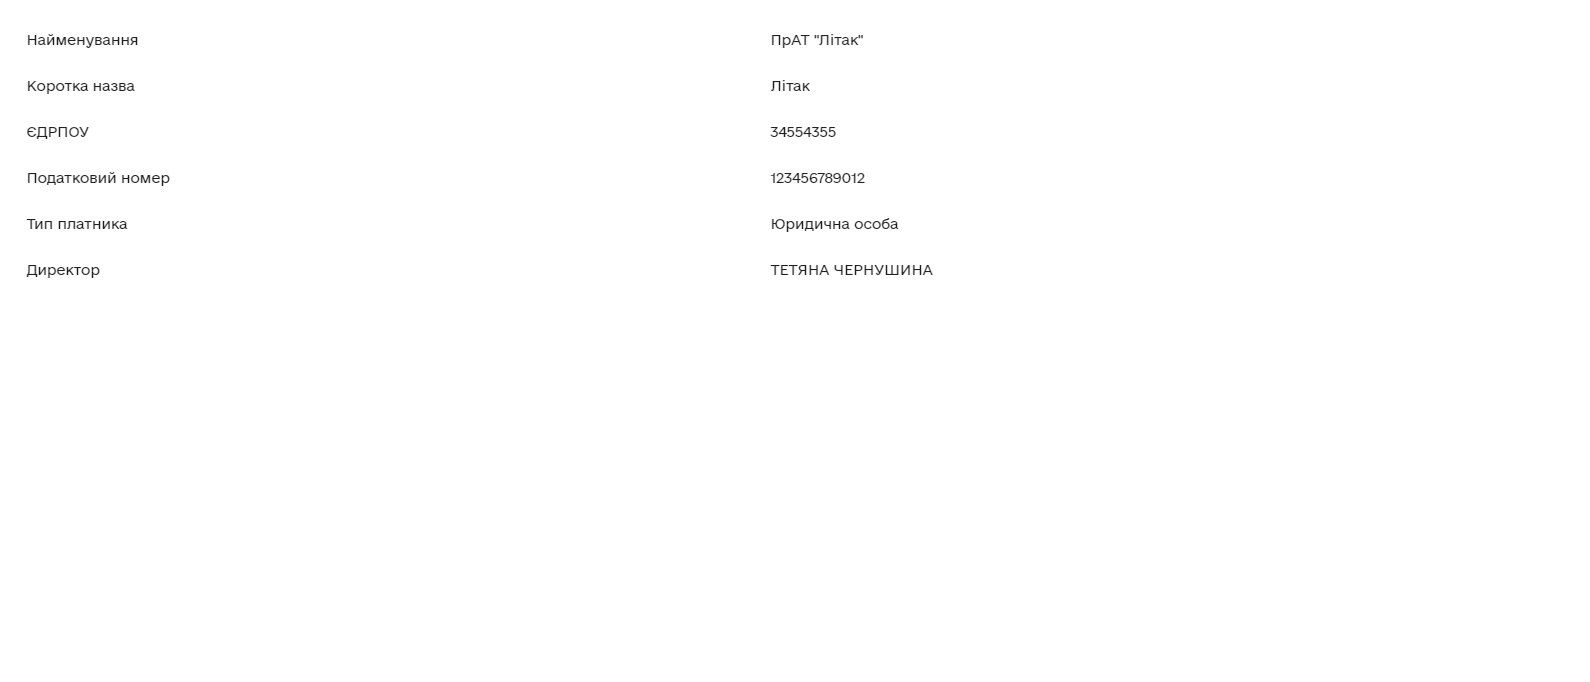 Найменування ПрАТ "Літак"
Коротка назва Літак
ЄДРПОУ 34554355
Податковий номер 123456789012
Тип платника Юридична особа
Директор ТЕТЯНА ЧЕРНУШИНА